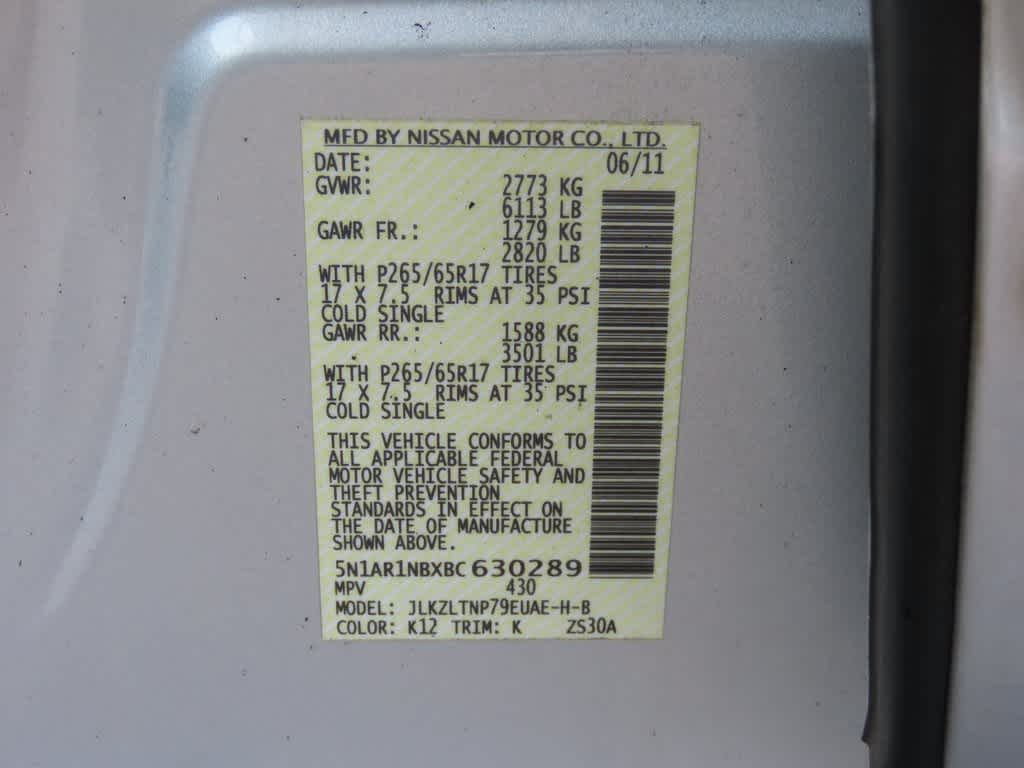 MFD BY NISSAN MOTOR CO., LTD.
DATE: 06/11
GVWR: 2773 KG
6113 LB
GAWR FR.: 1279 KG
2820 LB
WITH P265/65R17 TIRES
17 X 7.5 RIMS AT 35 PSI
COLD SINGLE
GAWR RR.: 1588 KG
3501 LB
WITH P265/65R17 TIRES
17 X 7.5 RIMS AT 35 PSI
COLD SINGLE
THIS VEHICLE CONFORMS TO
ALL APPLICABLE FEDERAL
MOTOR VEHICLE SAFETY AND
THEFT PREVENTION
STANDARDS IN EFFECT ON
THE DATE OF MANUFACTURE
SHOWN ABOVE.
5N1AR1NBXBC 630289
MPV 430
MODEL: JLKZLTNP79EUAE-H-B
COLOR: K12 TRIM: K ZS30A